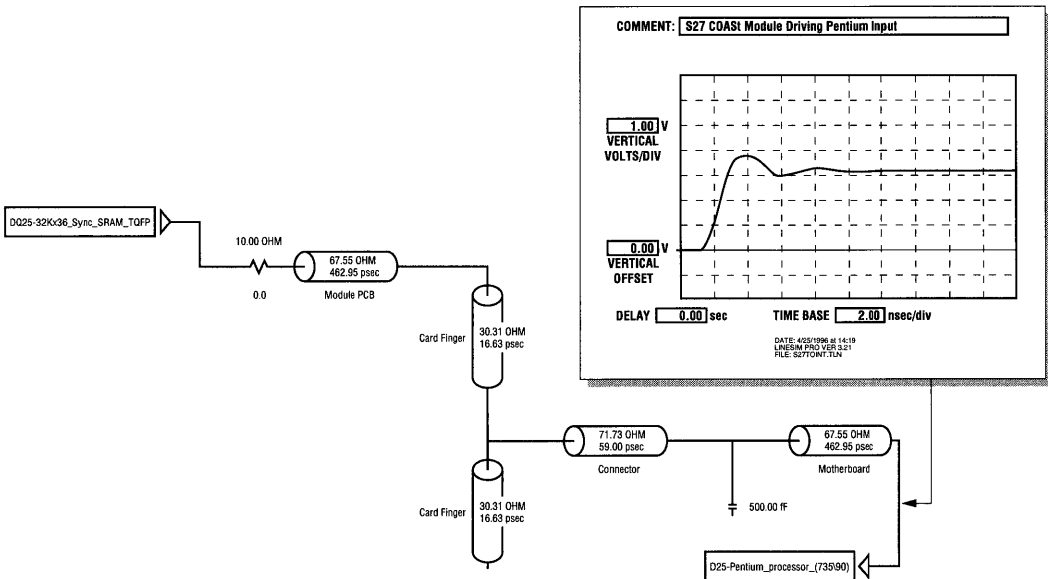 COMMENT: S27 COASt Module Driving Pentium Input
1.00 V
VERTICAL
VOLTS/DIV
0.00 V
VERTICAL
OFFSET
DELAY 0.00 sec TIME BASE 2.00 nsec/div
DATE: 4/25/1996 at 14:19
LINESIM PRO VER 3.21
FILE: S27TOINT.TLN
DQ25-32Kx36_Sync_SRAM_TQFP
10.00 OHM
0.0
67.55 OHM
462.95 psec
Module PCB
Card Finger
30.31 OHM
16.63 psec
71.73 OHM
59.00 psec
Connector
67.55 OHM
462.95 psec
Motherboard
Card Finger
30.31 OHM
16.63 psec
500.00 fF
D25-Pentium_processor_(735\90)